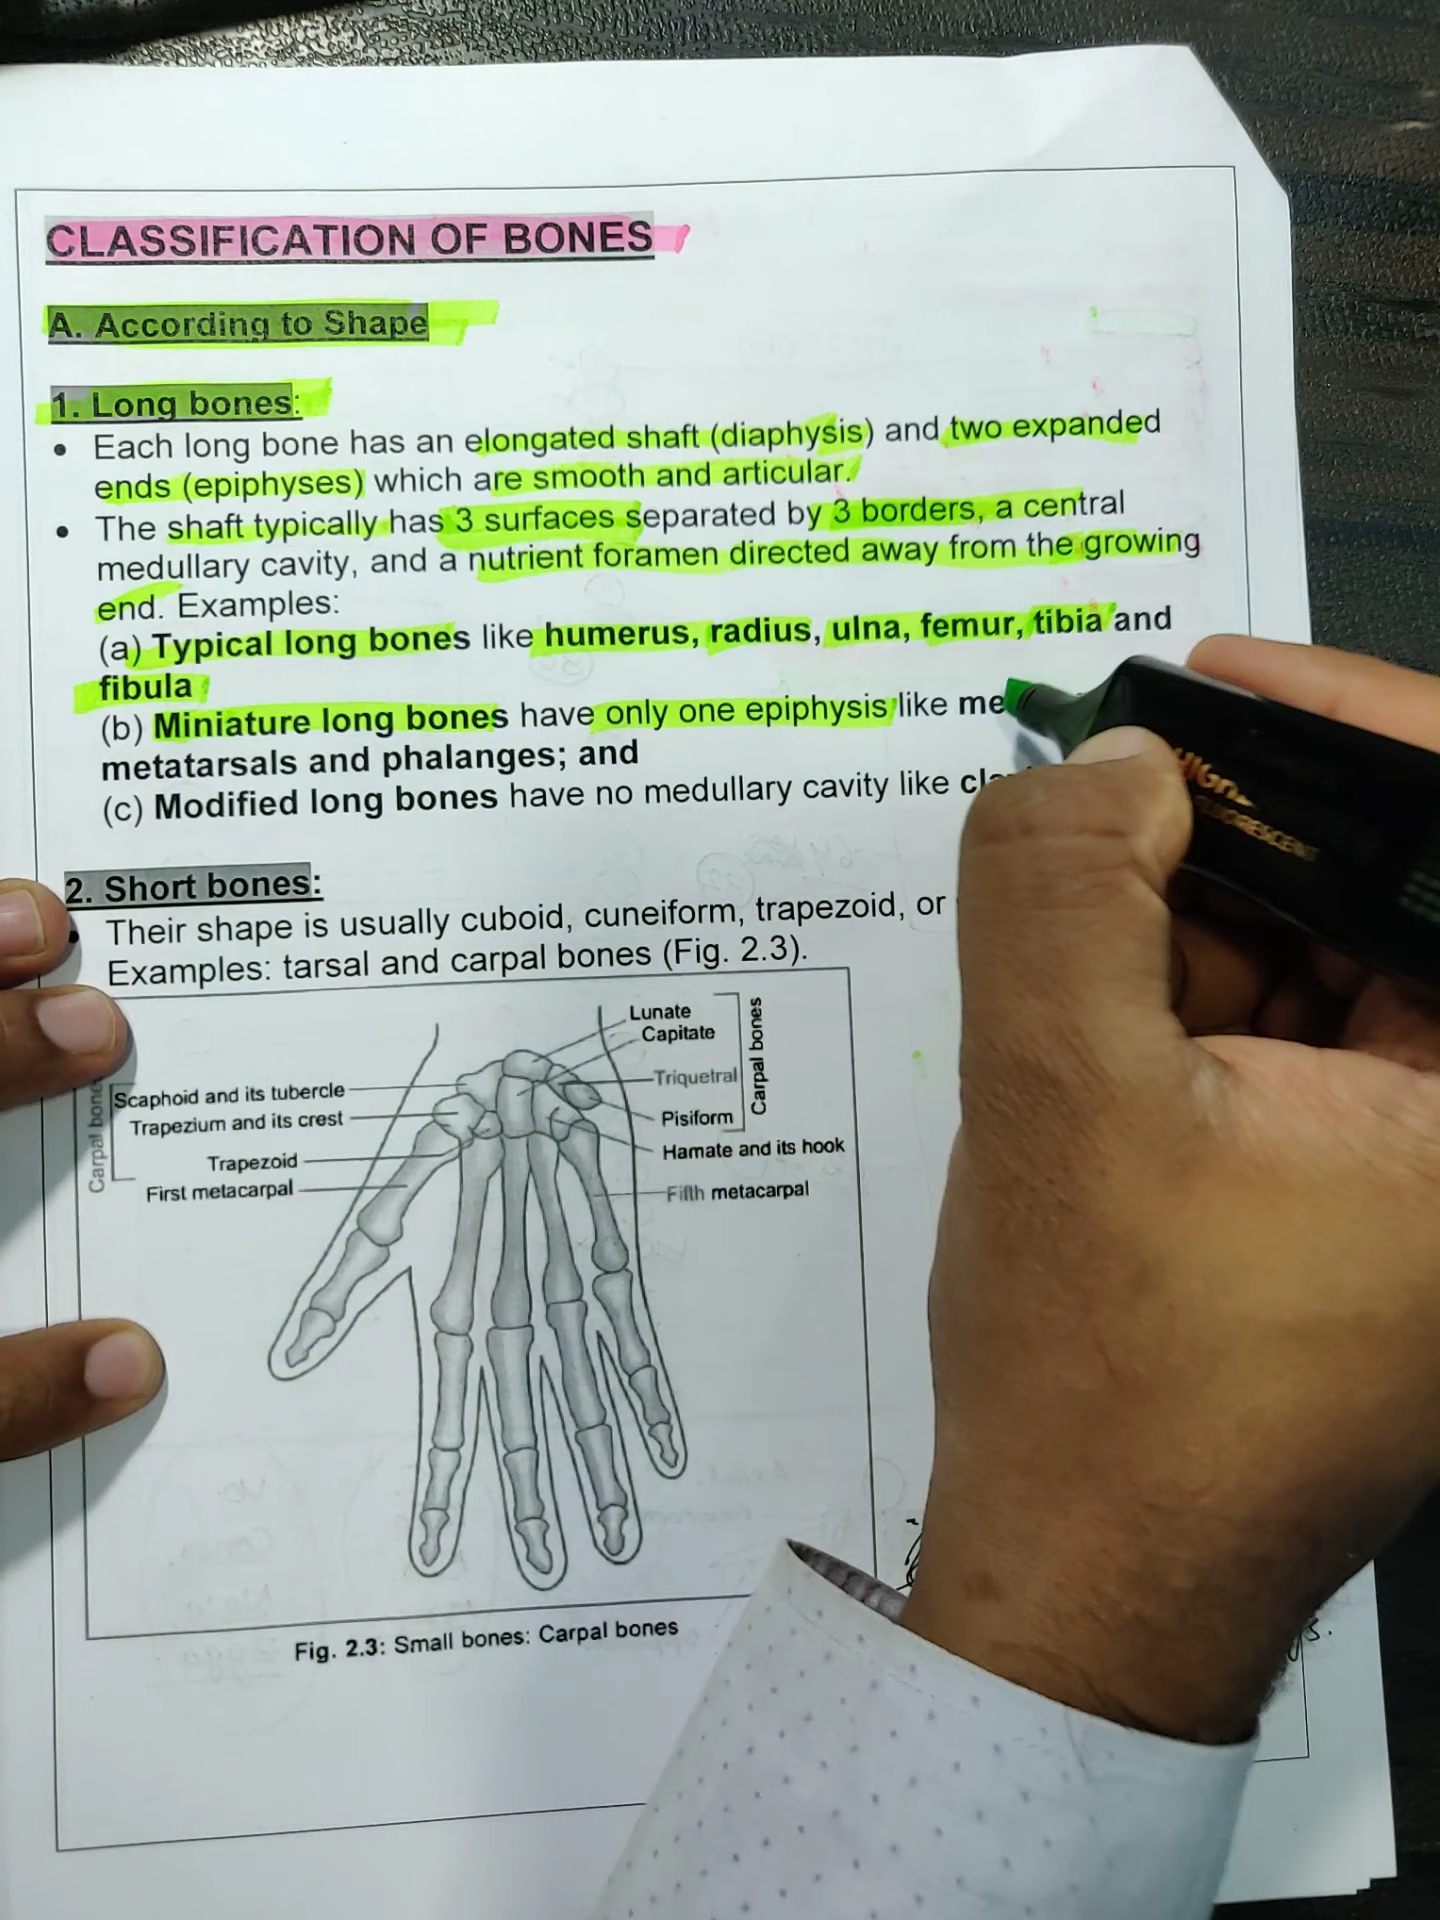 CLASSIFICATION OF BONES
A. According to Shape
1. Long bones:
• Each long bone has an elongated shaft (diaphysis) and two expanded
ends (epiphyses) which are smooth and articular.
• The shaft typically has 3 surfaces separated by 3 borders, a central
medullary cavity, and a nutrient foramen directed away from the growing
end. Examples:
(a) Typical long bones like humerus, radius, ulna, femur, tibia and
fibula
(b) Miniature long bones have only one epiphysis like
metatarsals and phalanges; and
(c) Modified long bones have no medullary cavity like
2. Short bones:
• Their shape is usually cuboid, cuneiform, trapezoid, or
Examples: tarsal and carpal bones (Fig. 2.3).
Lunate
Capitate
Triquetral
Pisiform
Carpal bones
Hamate and its hook
Fifth metacarpal
Carpal bones
Scaphoid and its tubercle
Trapezium and its crest
Trapezoid
First metacarpal
Fig. 2.3: Small bones: Carpal bones